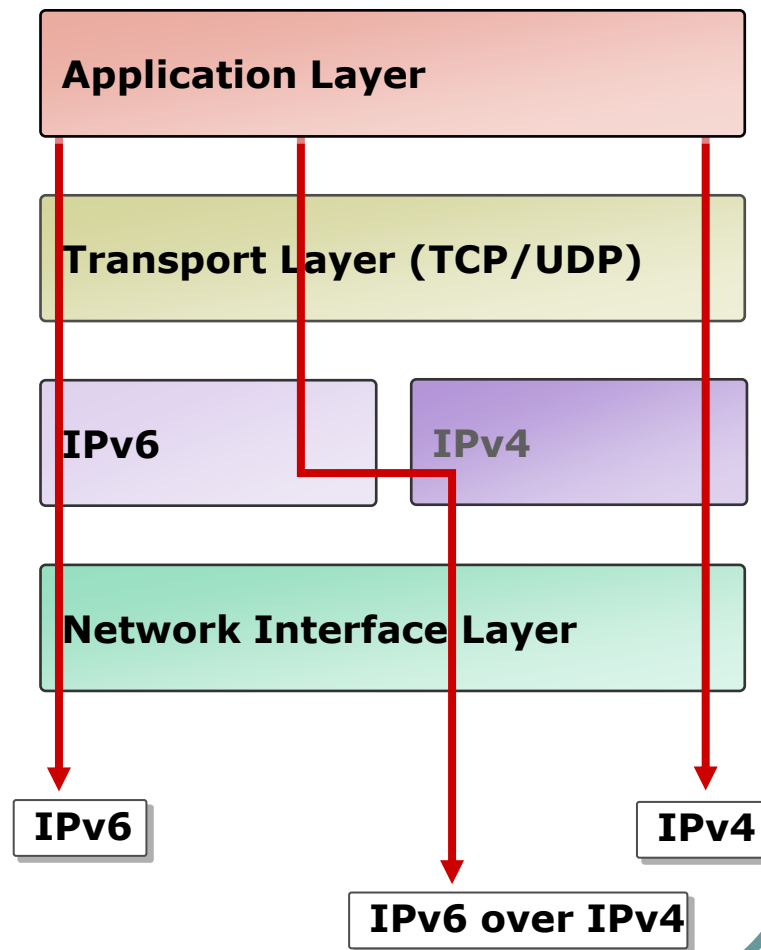 Application Layer
Transport Layer (TCP/UDP)
IPv6
IPv4
Network Interface Layer
IPv6
IPv4
IPv6 over IPv4